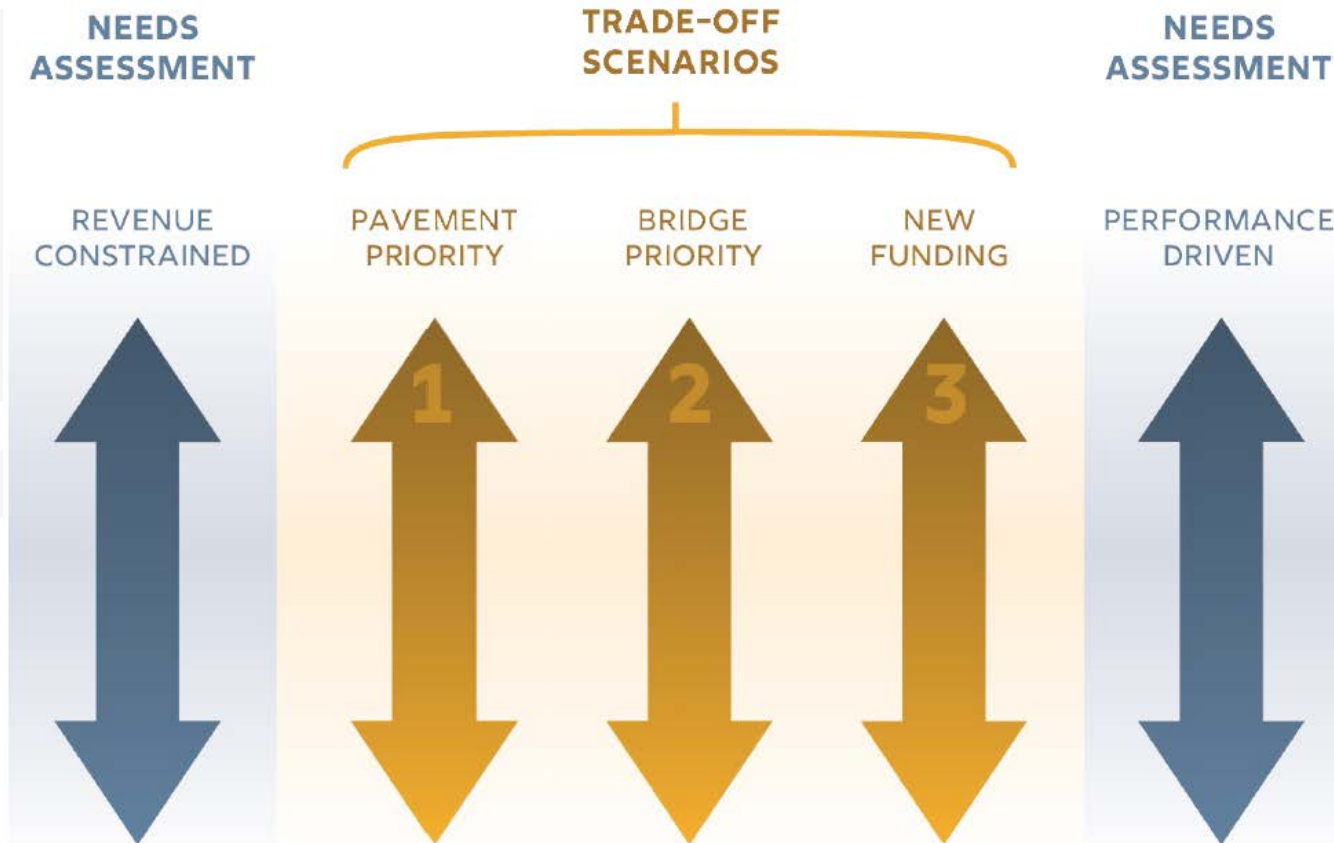 NEEDS
ASSESSMENT
TRADE-OFF
SCENARIOS
NEEDS
ASSESSMENT
REVENUE
CONSTRAINED
PAVEMENT
PRIORITY
BRIDGE
PRIORITY
NEW
FUNDING
PERFORMANCE
DRIVEN
1
2
3